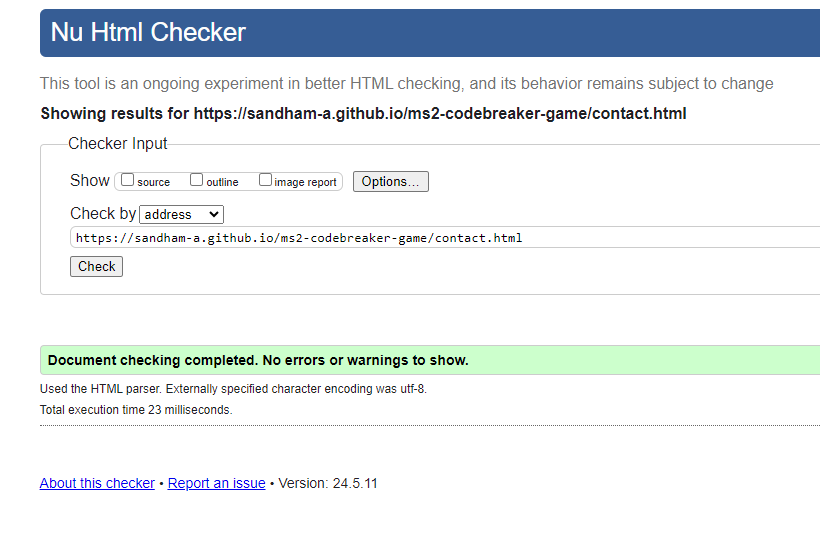 Nu Html Checker
This tool is an ongoing experiment in better HTML checking, and its behavior remains subject to change
Showing results for https://sandham-a.github.io/ms2-codebreaker-game/contact.html
Checker Input
Show source outline image report Options...
Check by address
https://sandham-a.github.io/ms2-codebreaker-game/contact.html
Check
Document checking completed. No errors or warnings to show.
Used the HTML parser. Externally specified character encoding was utf-8.
Total execution time 23 milliseconds.
About this checker • Report an issue • Version: 24.5.11